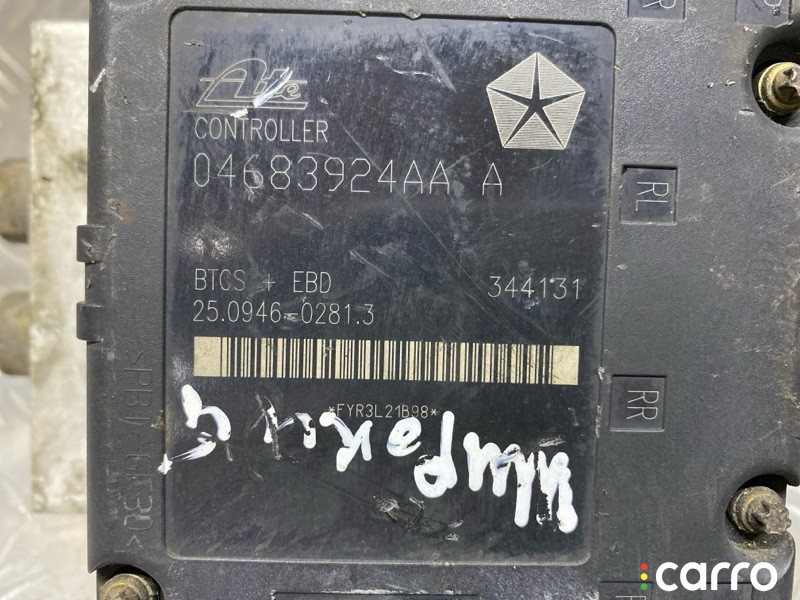 Ate
CONTROLLER
04683924AA A
BTCS + EBD 344131
25.0946-0281.3
*FYR3L21B98*
RL
RR
carro